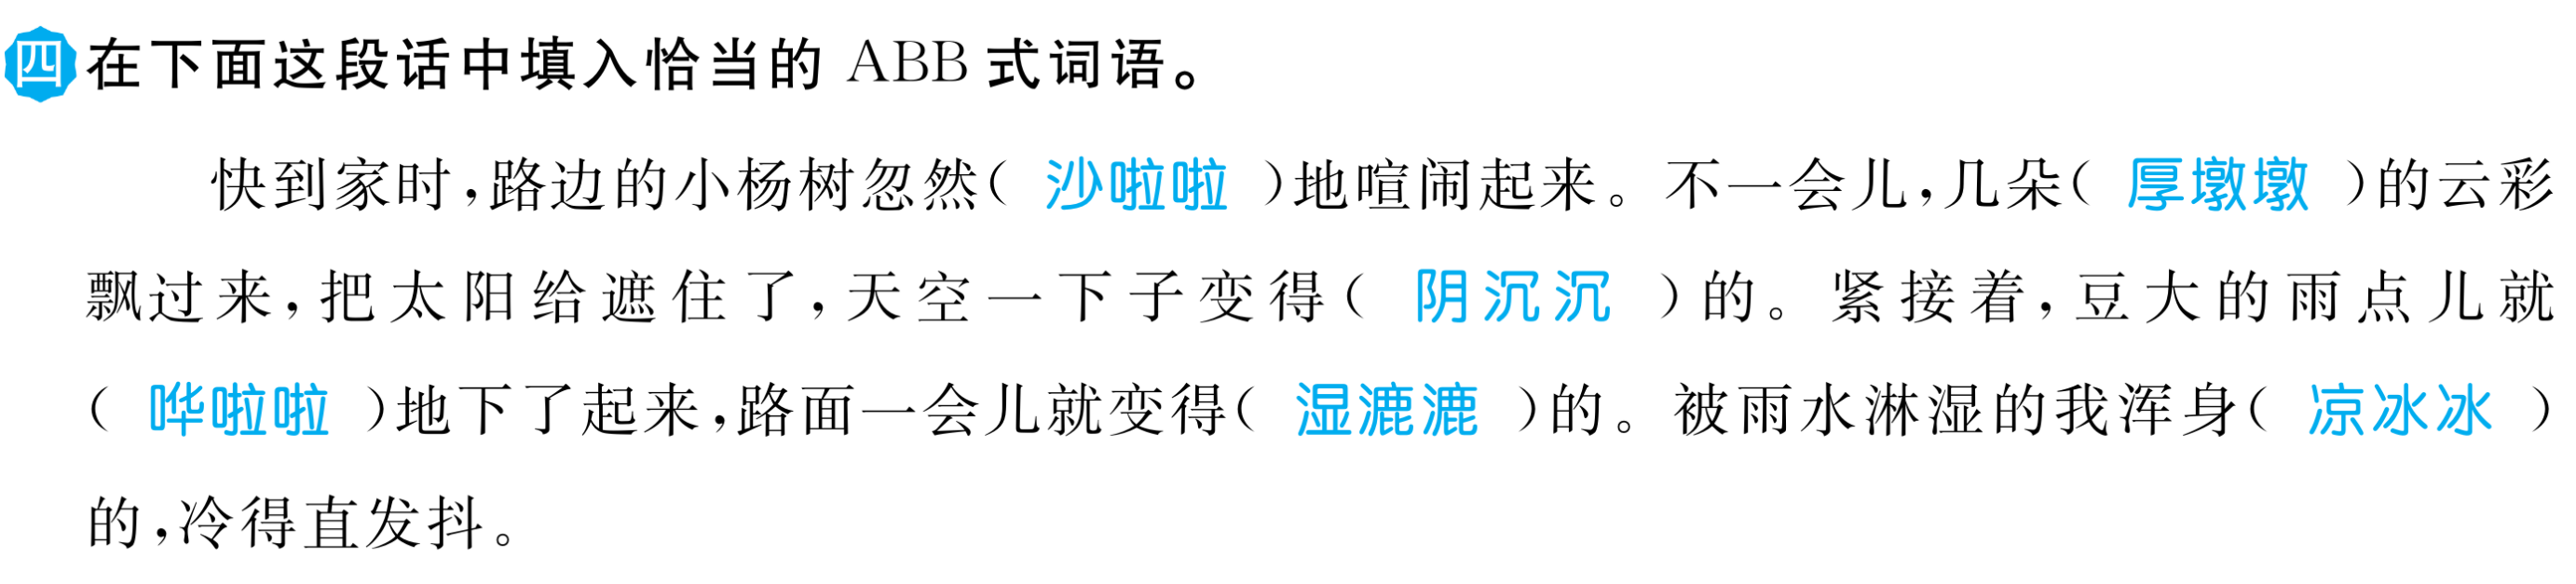 四 在下面这段话中填入恰当的 ABB 式词语。
快到家时,路边的小杨树忽然( 沙啦啦 )地喧闹起来。不一会儿,几朵( 厚墩墩 )的云彩
飘过来,把太阳给遮住了,天空一下子变得( 阴沉沉 )的。紧接着,豆大的雨点儿就
( 哗啦啦 )地下了起来,路面一会儿就变得( 湿漉漉 )的。被雨水淋湿的我浑身( 凉冰冰 )
的,冷得直发抖。